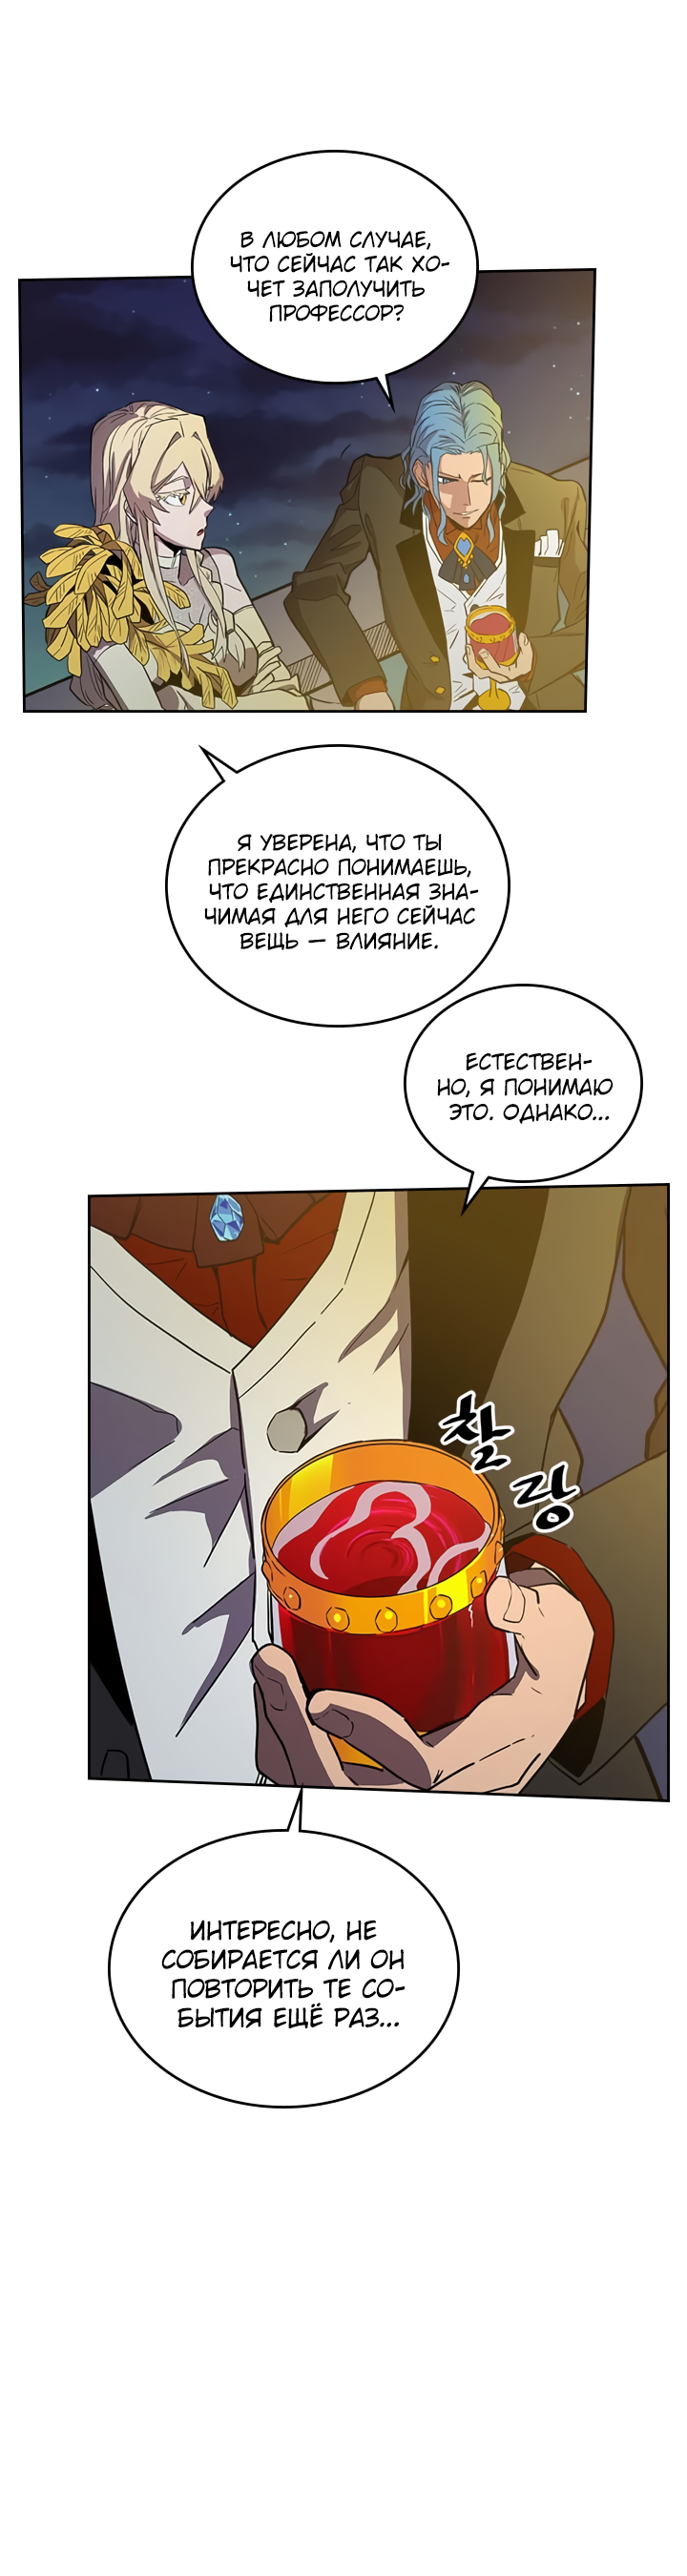 В ЛЮБОМ СЛУЧАЕ,
ЧТО СЕЙЧАС ТАК ХО-
ЧЕТ ЗАПОЛУЧИТЬ
ПРОФЕССОР?
Я УВЕРЕНА, ЧТО ТЫ
ПРЕКРАСНО ПОНИМАЕШЬ,
ЧТО ЕДИНСТВЕННАЯ ЗНА-
ЧИМАЯ ДЛЯ НЕГО СЕЙЧАС
ВЕЩЬ — ВЛИЯНИЕ.
ЕСТЕСТВЕН-
НО, Я ПОНИМАЮ
ЭТО. ОДНАКО...
찰
랑
ИНТЕРЕСНО, НЕ
СОБИРАЕТСЯ ЛИ ОН
ПОВТОРИТЬ ТЕ СО-
БЫТИЯ ЕЩЁ РАЗ...